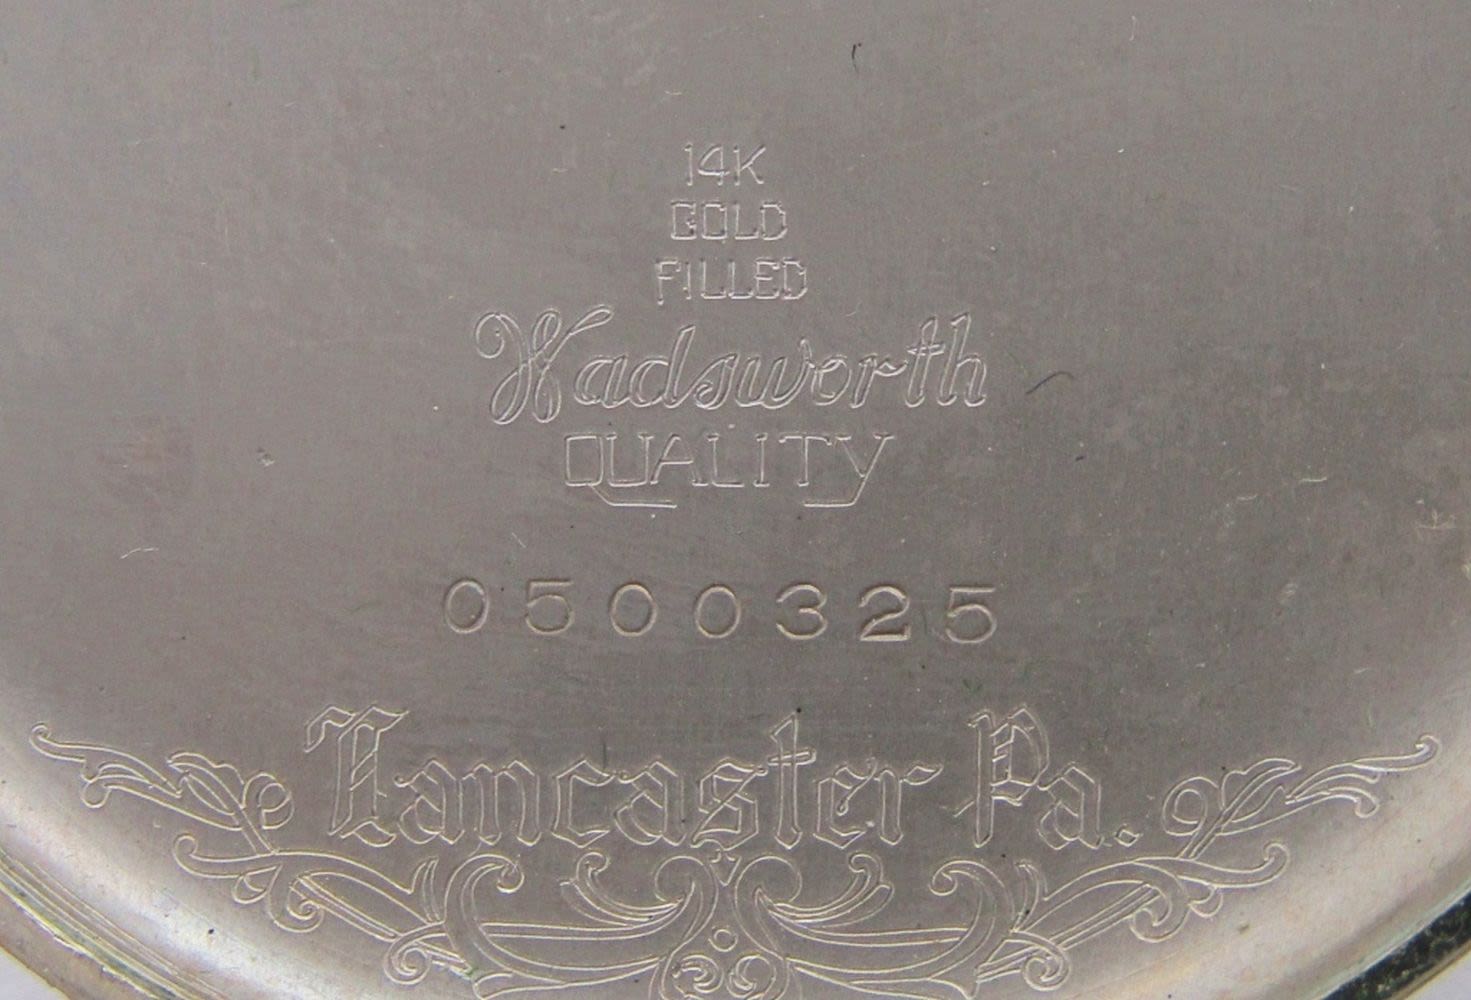 14K
GOLD
FILLED
Wadsworth
QUALITY
0500325
Lancaster Pa.